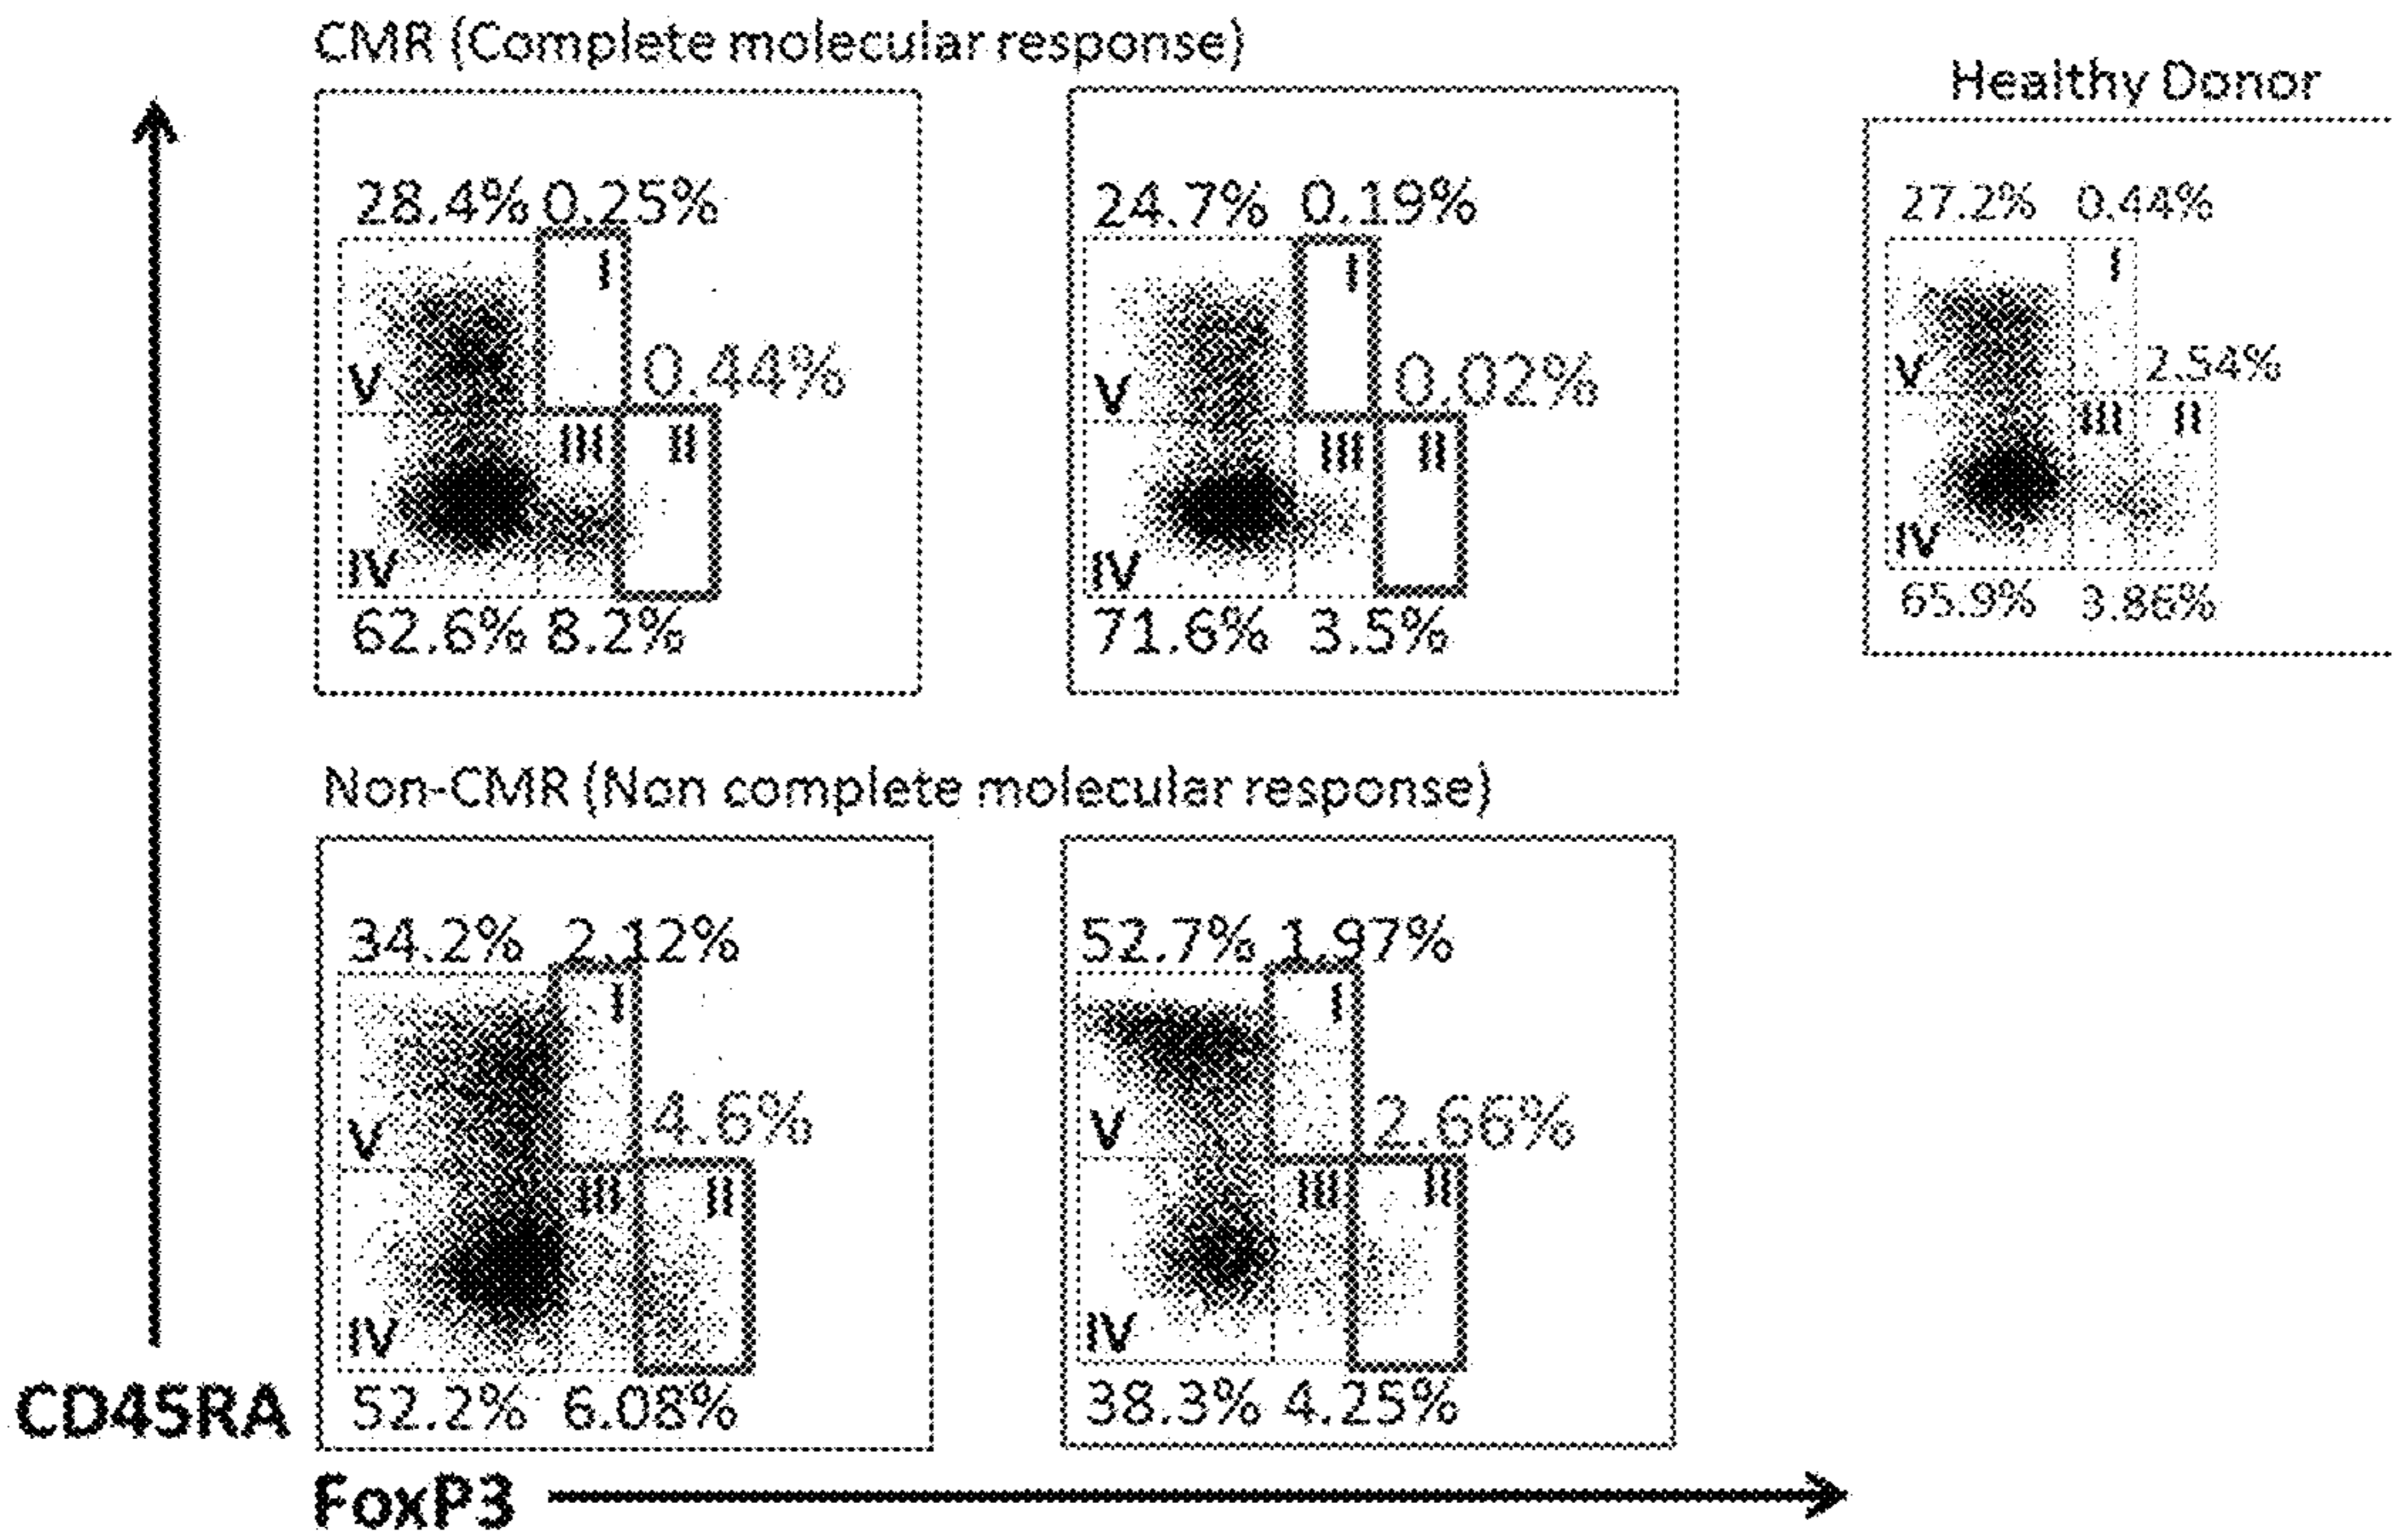 CMR (Complete molecular response)
28.4% 0.25%
I
0.44%
V
III II
IV
62.6% 8.2%
24.7% 0.19%
I
0.02%
V
III II
IV
71.6% 3.5%
Healthy Donor
27.2% 0.44%
I
2.54%
V
III II
IV
65.9% 3.86%
Non-CMR (Non complete molecular response)
34.2% 2.12%
I
4.6%
V
III II
IV
52.2% 6.08%
52.7% 1.97%
I
2.66%
V
III II
IV
38.3% 4.25%
CD45RA
FoxP3